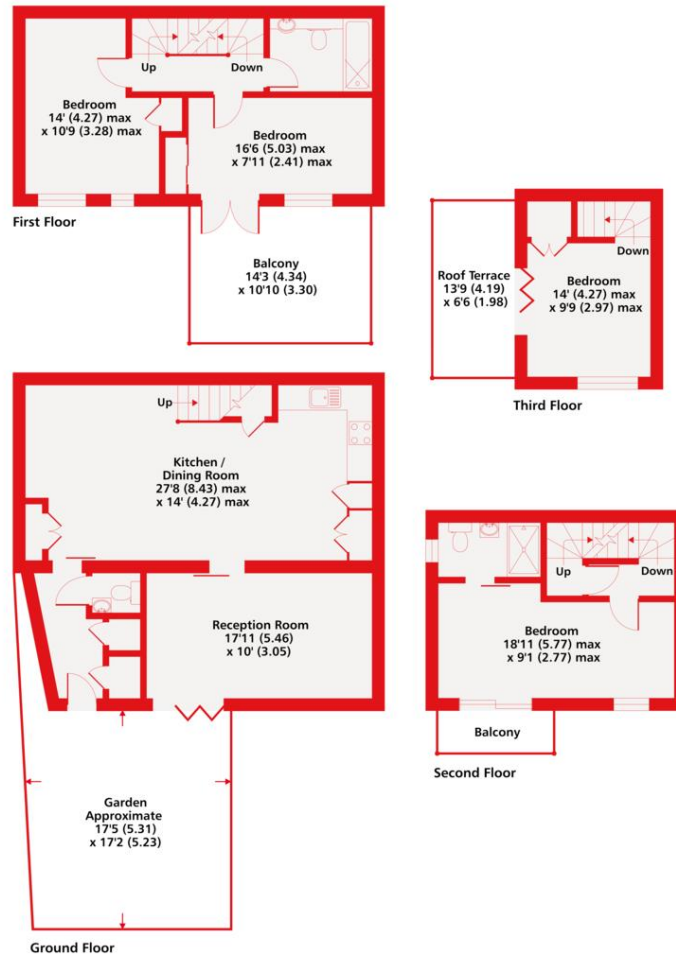 Up
Down
Bedroom
14' (4.27) max
x 10'9 (3.28) max
Bedroom
16'6 (5.03) max
x 7'11 (2.41) max
First Floor
Balcony
14'3 (4.34)
x 10'10 (3.30)
Down
Roof Terrace
13'9 (4.19)
x 6'6 (1.98)
Bedroom
14' (4.27) max
x 9'9 (2.97) max
Third Floor
Up
Kitchen /
Dining Room
27'8 (8.43) max
x 14' (4.27) max
Reception Room
17'11 (5.46)
x 10' (3.05)
Garden
Approximate
17'5 (5.31)
x 17'2 (5.23)
Ground Floor
Up
Down
Bedroom
18'11 (5.77) max
x 9'1 (2.77) max
Balcony
Second Floor